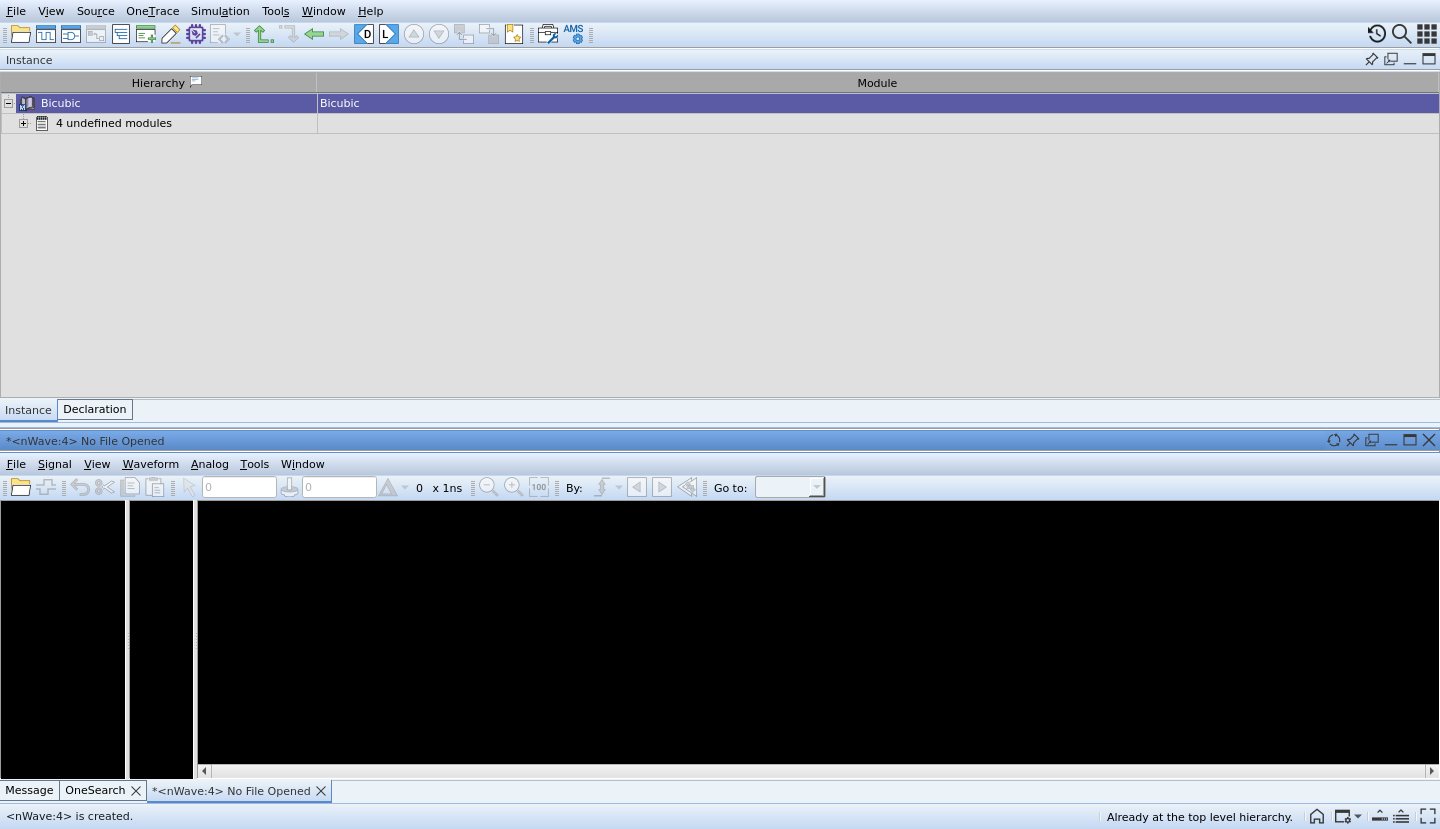 File View Source OneTrace Simulation Tools Window Help
D L AMS
Instance
Hierarchy Module
M Bicubic Bicubic
4 undefined modules
Instance Declaration
*<nWave:4> No File Opened
File Signal View Waveform Analog Tools Window
0 0 0 x 1ns 100 By: Go to:
Message OneSearch *<nWave:4> No File Opened
<nWave:4> is created. Already at the top level hierarchy.